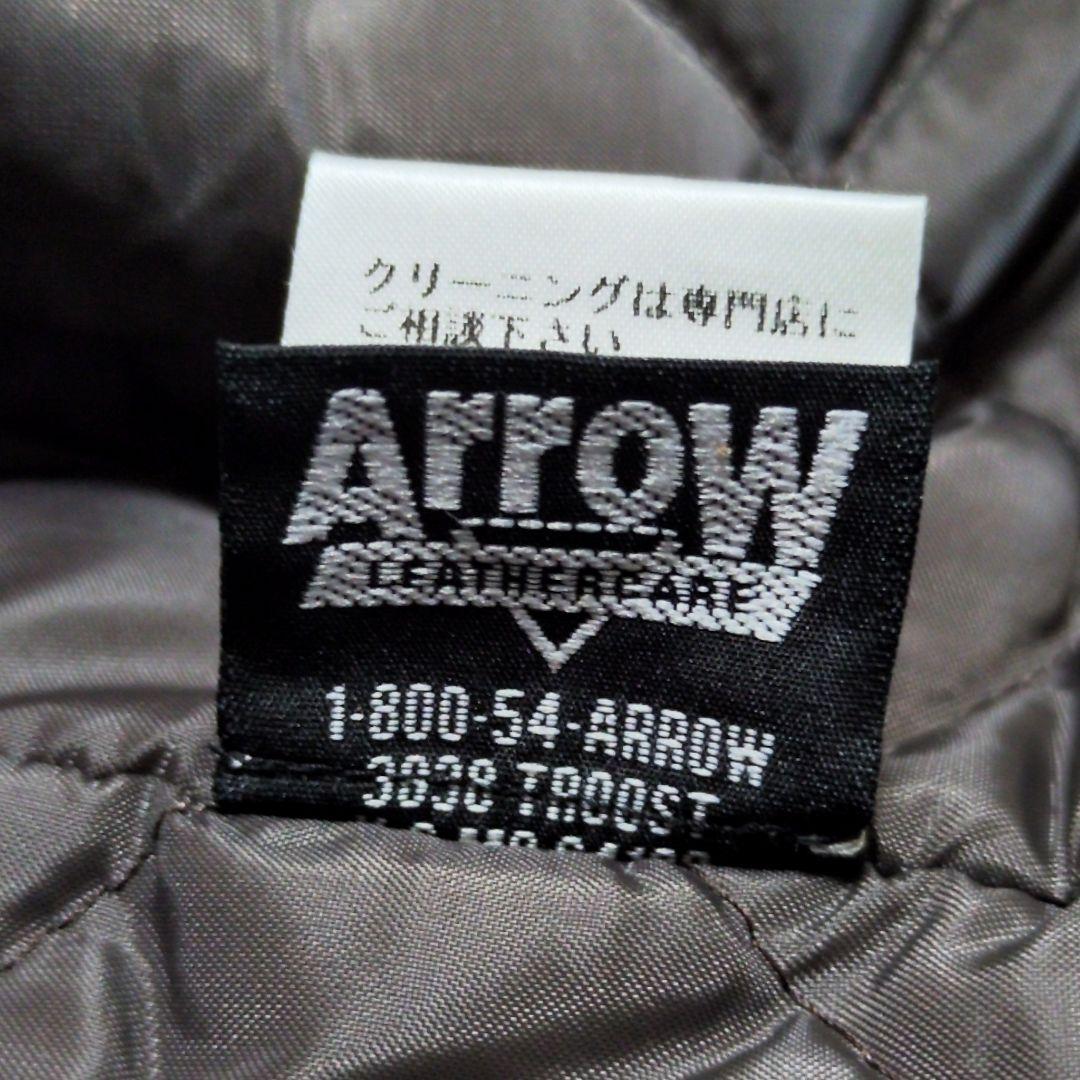 クリーニングは専門店に
ご相談下さい
Arrow
LEATHERCARE
1-800-54-ARROW
3838 TROOST